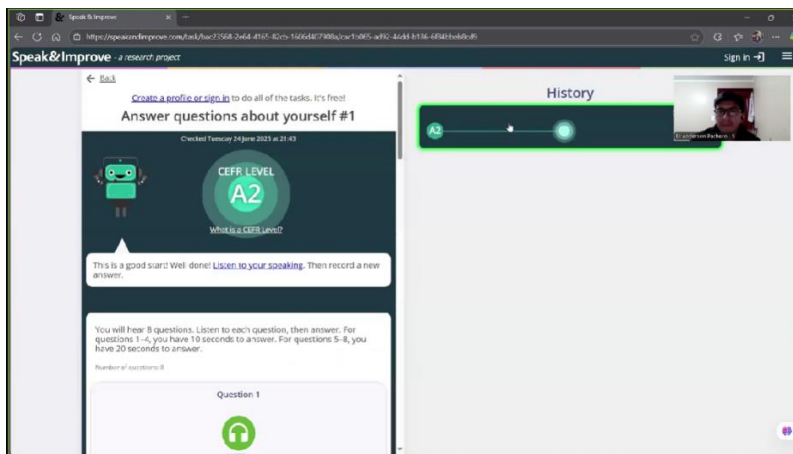 Speak & Improve
Speak&Improve - a research project
Sign in
Back
Create a profile or sign in to do all of the tasks. It's free!
Answer questions about yourself #1
Checked Tuesday 24 June 2025 at 21:43
CEFR LEVEL
A2
What is a CEFR Level?
This is a good start! Well done! Listen to your speaking. Then record a new
answer.
You will hear 8 questions. Listen to each question, then answer. For
questions 1-4, you have 10 seconds to answer. For questions 5-8, you
have 20 seconds to answer.
Number of questions: 8
Question 1
History
A2